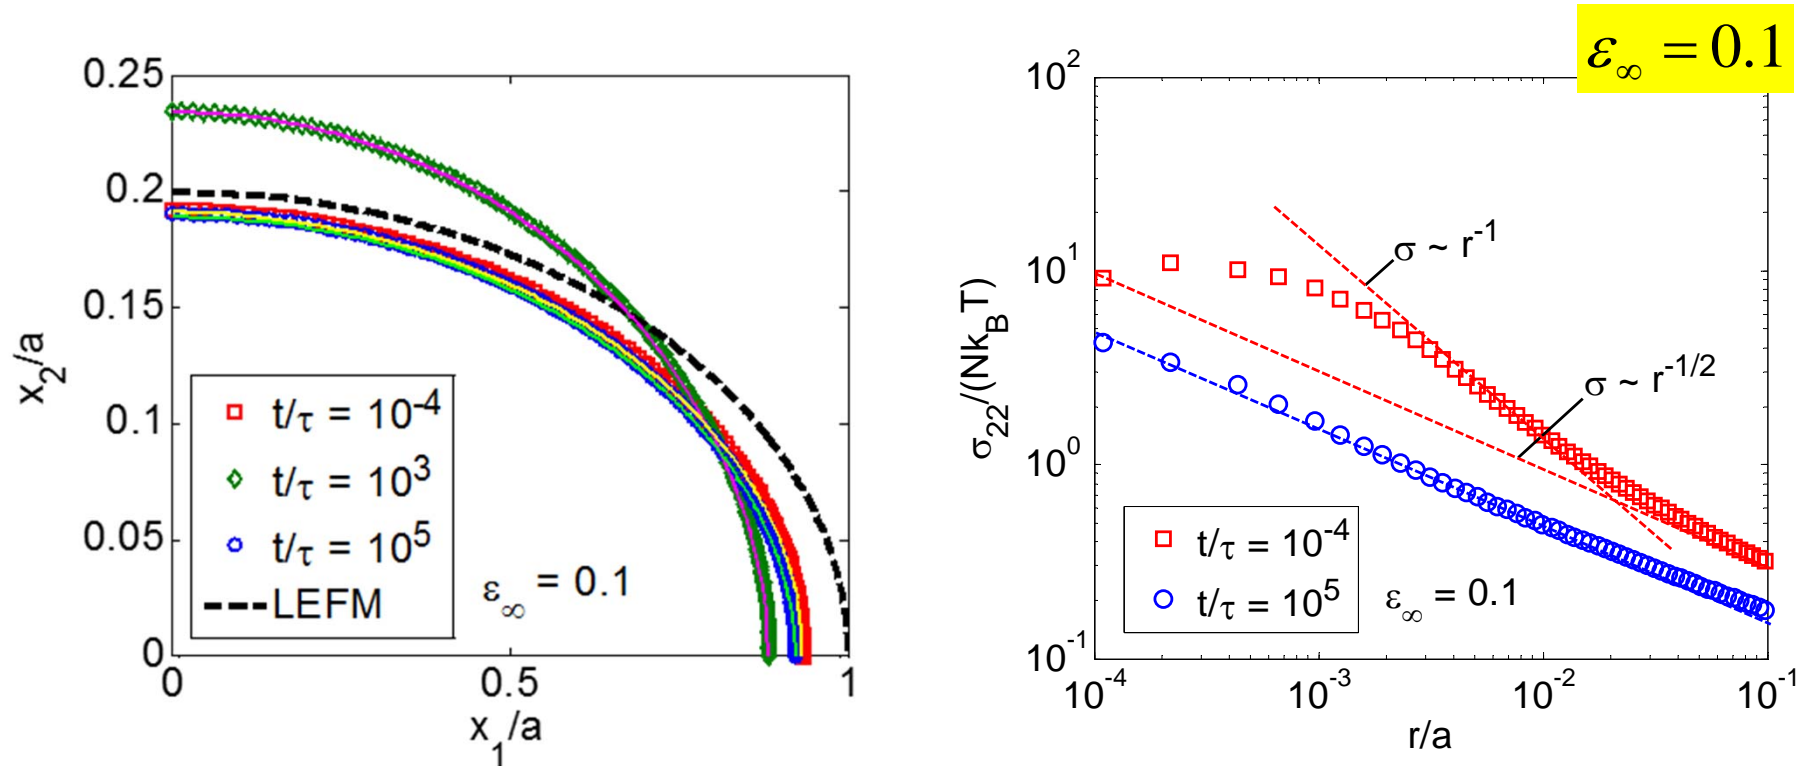 0.25
0.2
0.15
0.1
0.05
0
0
0.5
1
x₂/a
x₁/a
t/τ = 10⁻⁴
t/τ = 10³
t/τ = 10⁵
LEFM
ε∞ = 0.1
ε∞ = 0.1
10²
10¹
10⁰
10⁻¹
10⁻⁴
10⁻³
10⁻²
10⁻¹
σ₂₂/(Nk_BT)
r/a
σ ~ r⁻¹
σ ~ r⁻¹/²
t/τ = 10⁻⁴
t/τ = 10⁵
ε∞ = 0.1